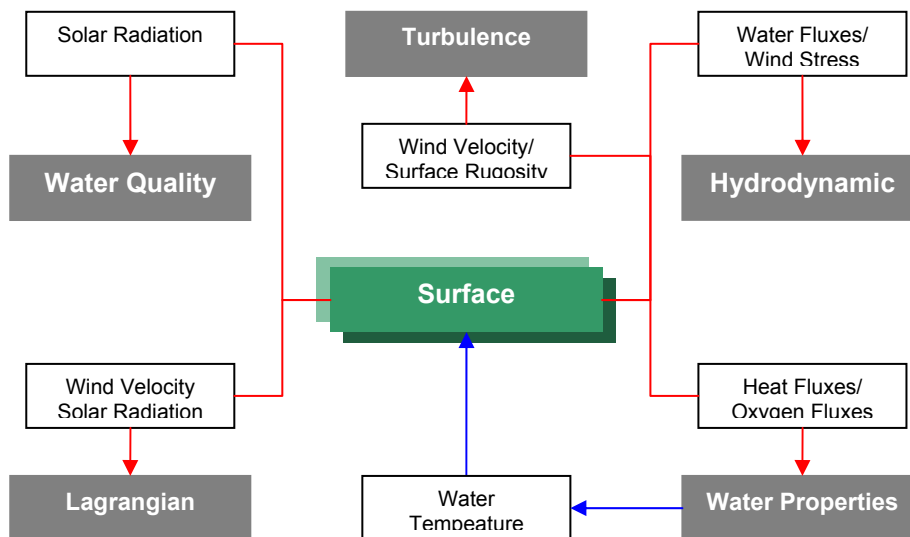 Solar Radiation
Turbulence
Water Fluxes/
Wind Stress
Wind Velocity/
Surface Rugosity
Water Quality
Hydrodynamic
Surface
Wind Velocity
Solar Radiation
Heat Fluxes/
Oxygen Fluxes
Lagrangian
Water
Tempeature
Water Properties